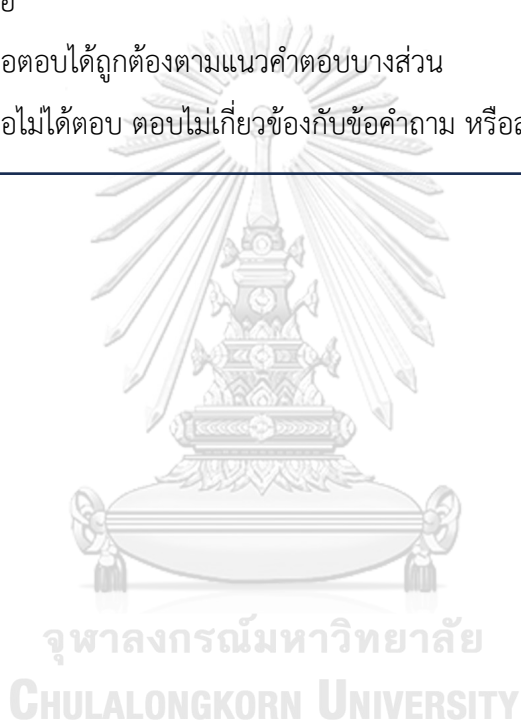 อตอบได้ถูกต้องตามแนวคำตอบบางส่วน
อไม่ได้ตอบ ตอบไม่เกี่ยวข้องกับข้อคำถาม หรือ
จุฬาลงกรณ์มหาวิทยาลัย
CHULALONGKORN UNIVERSITY